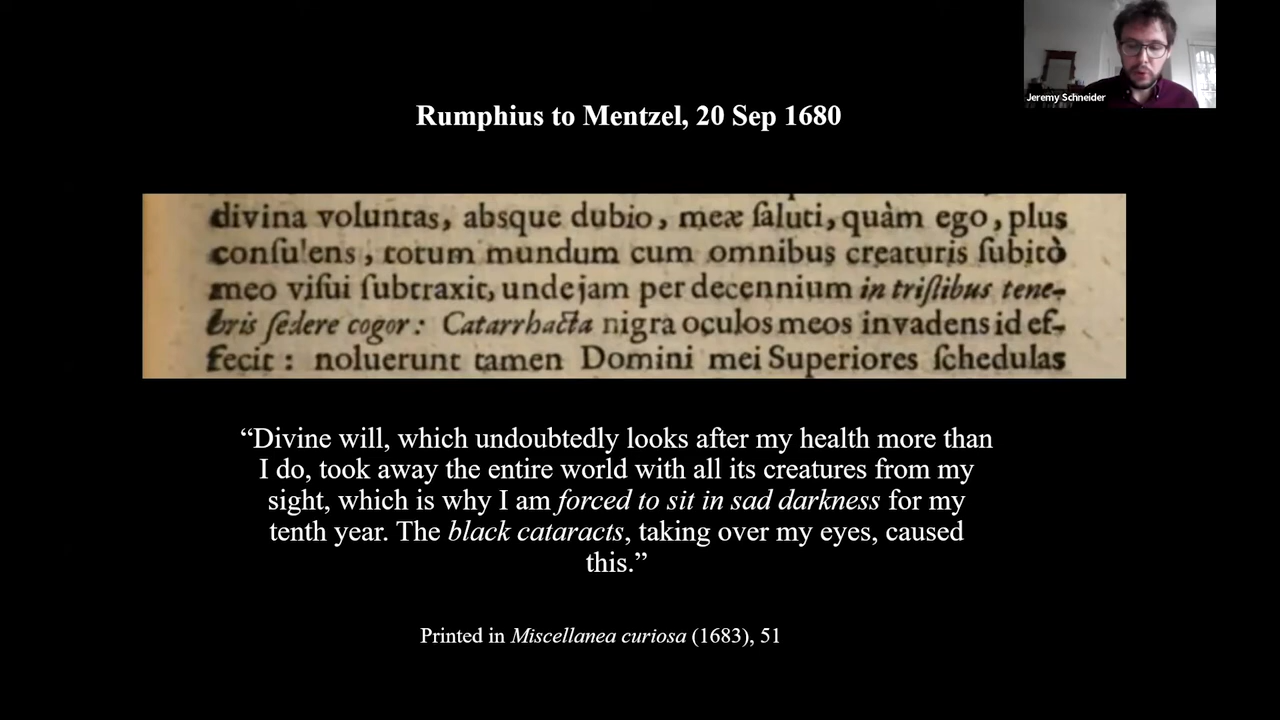 Jeremy Schneider
Rumphius to Mentzel, 20 Sep 1680
divina voluntas, absque dubio, meæ ſaluti, quàm ego, plus
conſulens, totum mundum cum omnibus creaturis ſubitò
meo viſui ſubtraxit, unde jam per decennium in triſtibus tene-
bris ſedere cogor: Catarrhacta nigra oculos meos invadens id ef-
fecit: noluerunt tamen Domini mei Superiores ſchedulas
“Divine will, which undoubtedly looks after my health more than
I do, took away the entire world with all its creatures from my
sight, which is why I am forced to sit in sad darkness for my
tenth year. The black cataracts, taking over my eyes, caused
this.”
Printed in Miscellanea curiosa (1683), 51